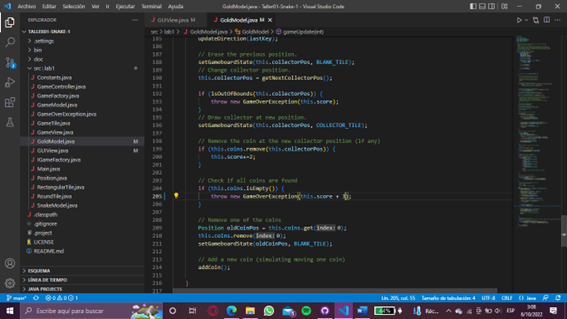 Archivo Editar Selección Ver Ir Ejecutar Terminal Ayuda
GoldModel.java - Taller01-Snake-1 - Visual Studio Code
EXPLORADOR
TALLER01-SNAKE-1
.settings
bin
doc
src\lab1
Constants.java
GameController.java
GameFactory.java
GameModel.java
GameOverException.java
GameTile.java
GameView.java
GoldModel.java M
GUIView.java M
IGameFactory.java
Main.java
Position.java
RectangularTile.java
RoundTile.java
SnakeModel.java
.classpath
.gitignore
.project
LICENSE
README.md
ESQUEMA
LÍNEA DE TIEMPO
JAVA PROJECTS
GUIView.java M
GoldModel.java M
src > lab1 > GoldModel.java > GoldModel > gameUpdate(int)
185 updateDirection(lastKey);
186
187 // Erase the previous position.
188 setGameboardState(this.collectorPos, BLANK_TILE);
189 // Change collector position.
190 this.collectorPos = getNextCollectorPos();
191
192 if (isOutOfBounds(this.collectorPos)) {
193 throw new GameOverException(this.score);
194 }
195 // Draw collector at new position.
196 setGameboardState(this.collectorPos, COLLECTOR_TILE);
197
198 // Remove the coin at the new collector position (if any)
199 if (this.coins.remove(this.collectorPos)) {
200 this.score+=2;
201 }
202
203 // Check if all coins are found
204 if (this.coins.isEmpty()) {
205 throw new GameOverException(this.score + 1);
206 }
207
208 // Remove one of the coins
209 Position oldCoinPos = this.coins.get(index:0);
210 this.coins.remove(index:0);
211 setGameboardState(oldCoinPos, BLANK_TILE);
212
213 // Add a new coin (simulating moving one coin)
214 addCoin();
215
216 }
main* 0 1 Lín. 205, col. 55 Tamaño de tabulación: 4 UTF-8 CRLF Java
Escribe aquí para buscar
44% ESP 3:08
6/10/2022